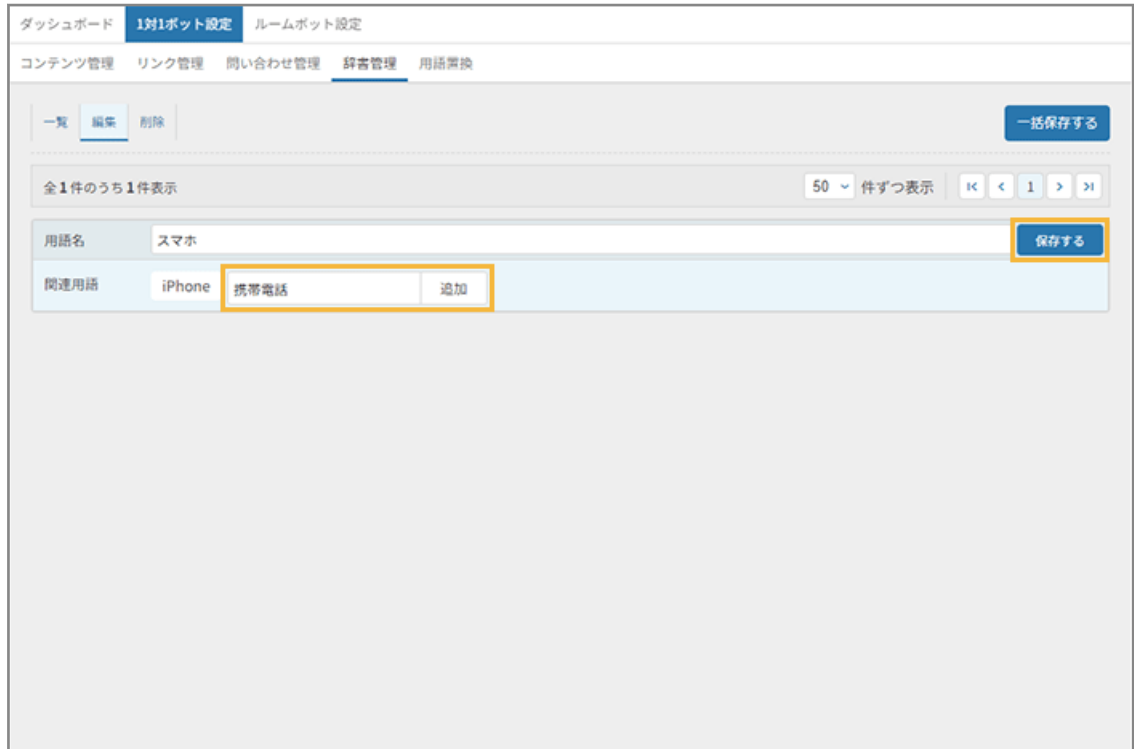 ダッシュボード 1対1ボット設定 ルームボット設定
コンテンツ管理 リンク管理 問い合わせ管理 辞書管理 用語置換
一覧 編集 削除 一括保存する
全1件のうち1件表示 50 件ずつ表示 1
用語名 スマホ 保存する
関連用語 iPhone 携帯電話 追加